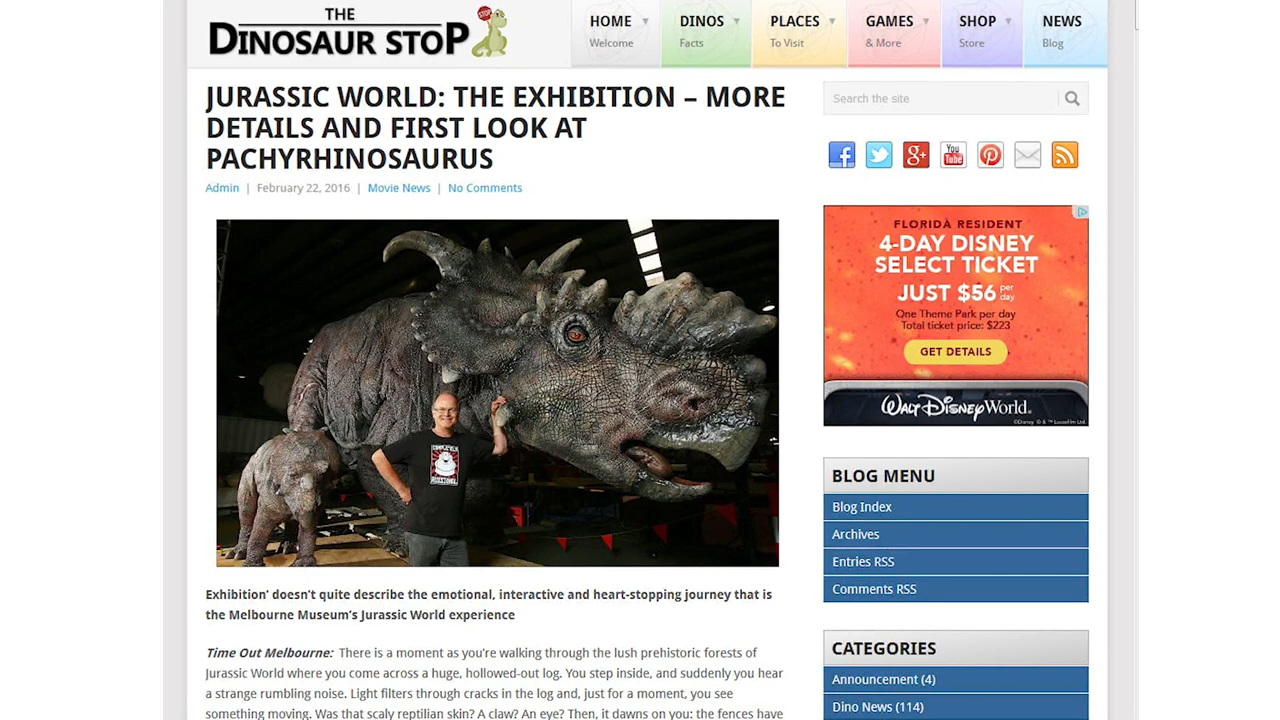 THE
DINOSAUR STOP
STOP
HOME
Welcome
DINOS
Facts
PLACES
To Visit
GAMES
& More
SHOP
Store
NEWS
Blog
JURASSIC WORLD: THE EXHIBITION – MORE
DETAILS AND FIRST LOOK AT
PACHYRHINOSAURUS
Admin | February 22, 2016 | Movie News | No Comments
Exhibition' doesn't quite describe the emotional, interactive and heart-stopping journey that is
the Melbourne Museum's Jurassic World experience
Time Out Melbourne: There is a moment as you're walking through the lush prehistoric forests of
Jurassic World where you come across a huge, hollowed-out log. You step inside, and suddenly you hear
a strange rumbling noise. Light filters through cracks in the log and, just for a moment, you see
something moving. Was that scaly reptilian skin? A claw? An eye? Then, it dawns on you: the fences have
Search the site
f
g+
You
Tube
FLORIDA RESIDENT
4-DAY DISNEY
SELECT TICKET
JUST $56 per
day
One Theme Park per day
Total ticket price: $223
GET DETAILS
WALT DISNEY World.
©Disney © & ™ Lucasfilm Ltd.
BLOG MENU
Blog Index
Archives
Entries RSS
Comments RSS
CATEGORIES
Announcement (4)
Dino News (114)